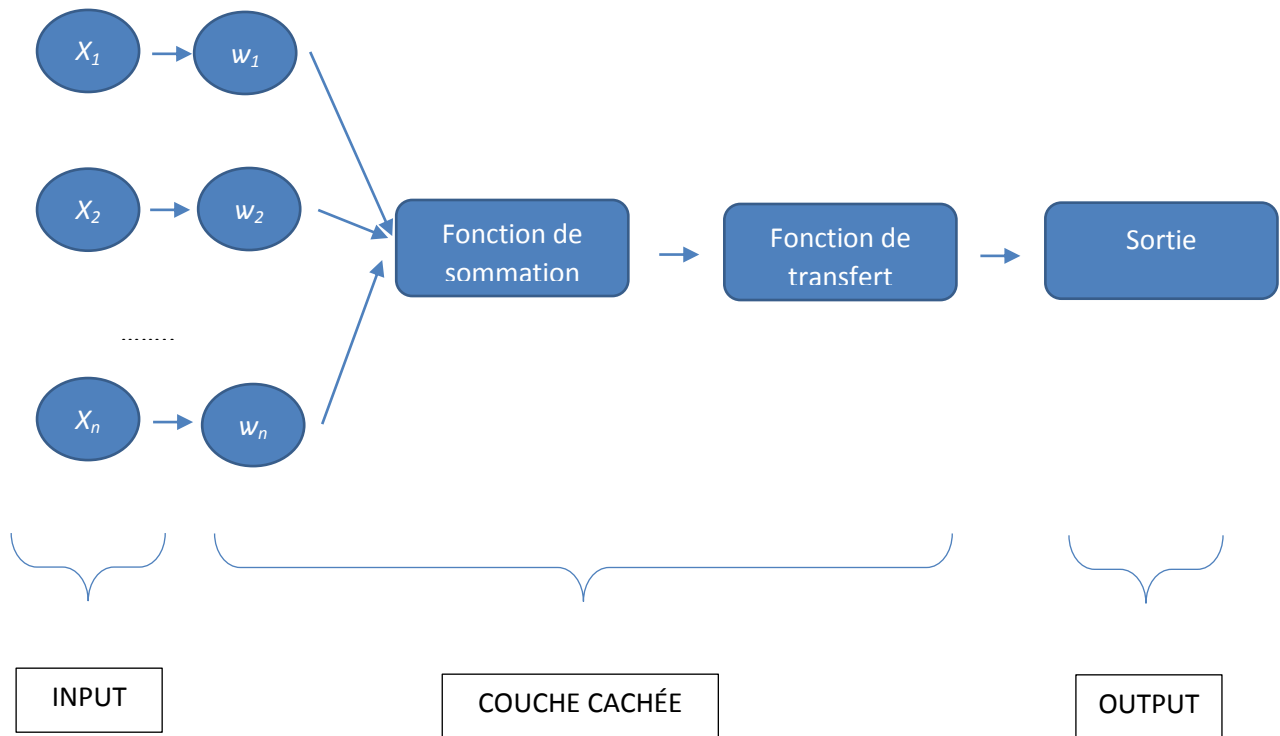 X₁
w₁
X₂
w₂
Fonction de
sommation
Fonction de
transfert
Sortie
........
Xₙ
wₙ
INPUT
COUCHE CACHÉE
OUTPUT